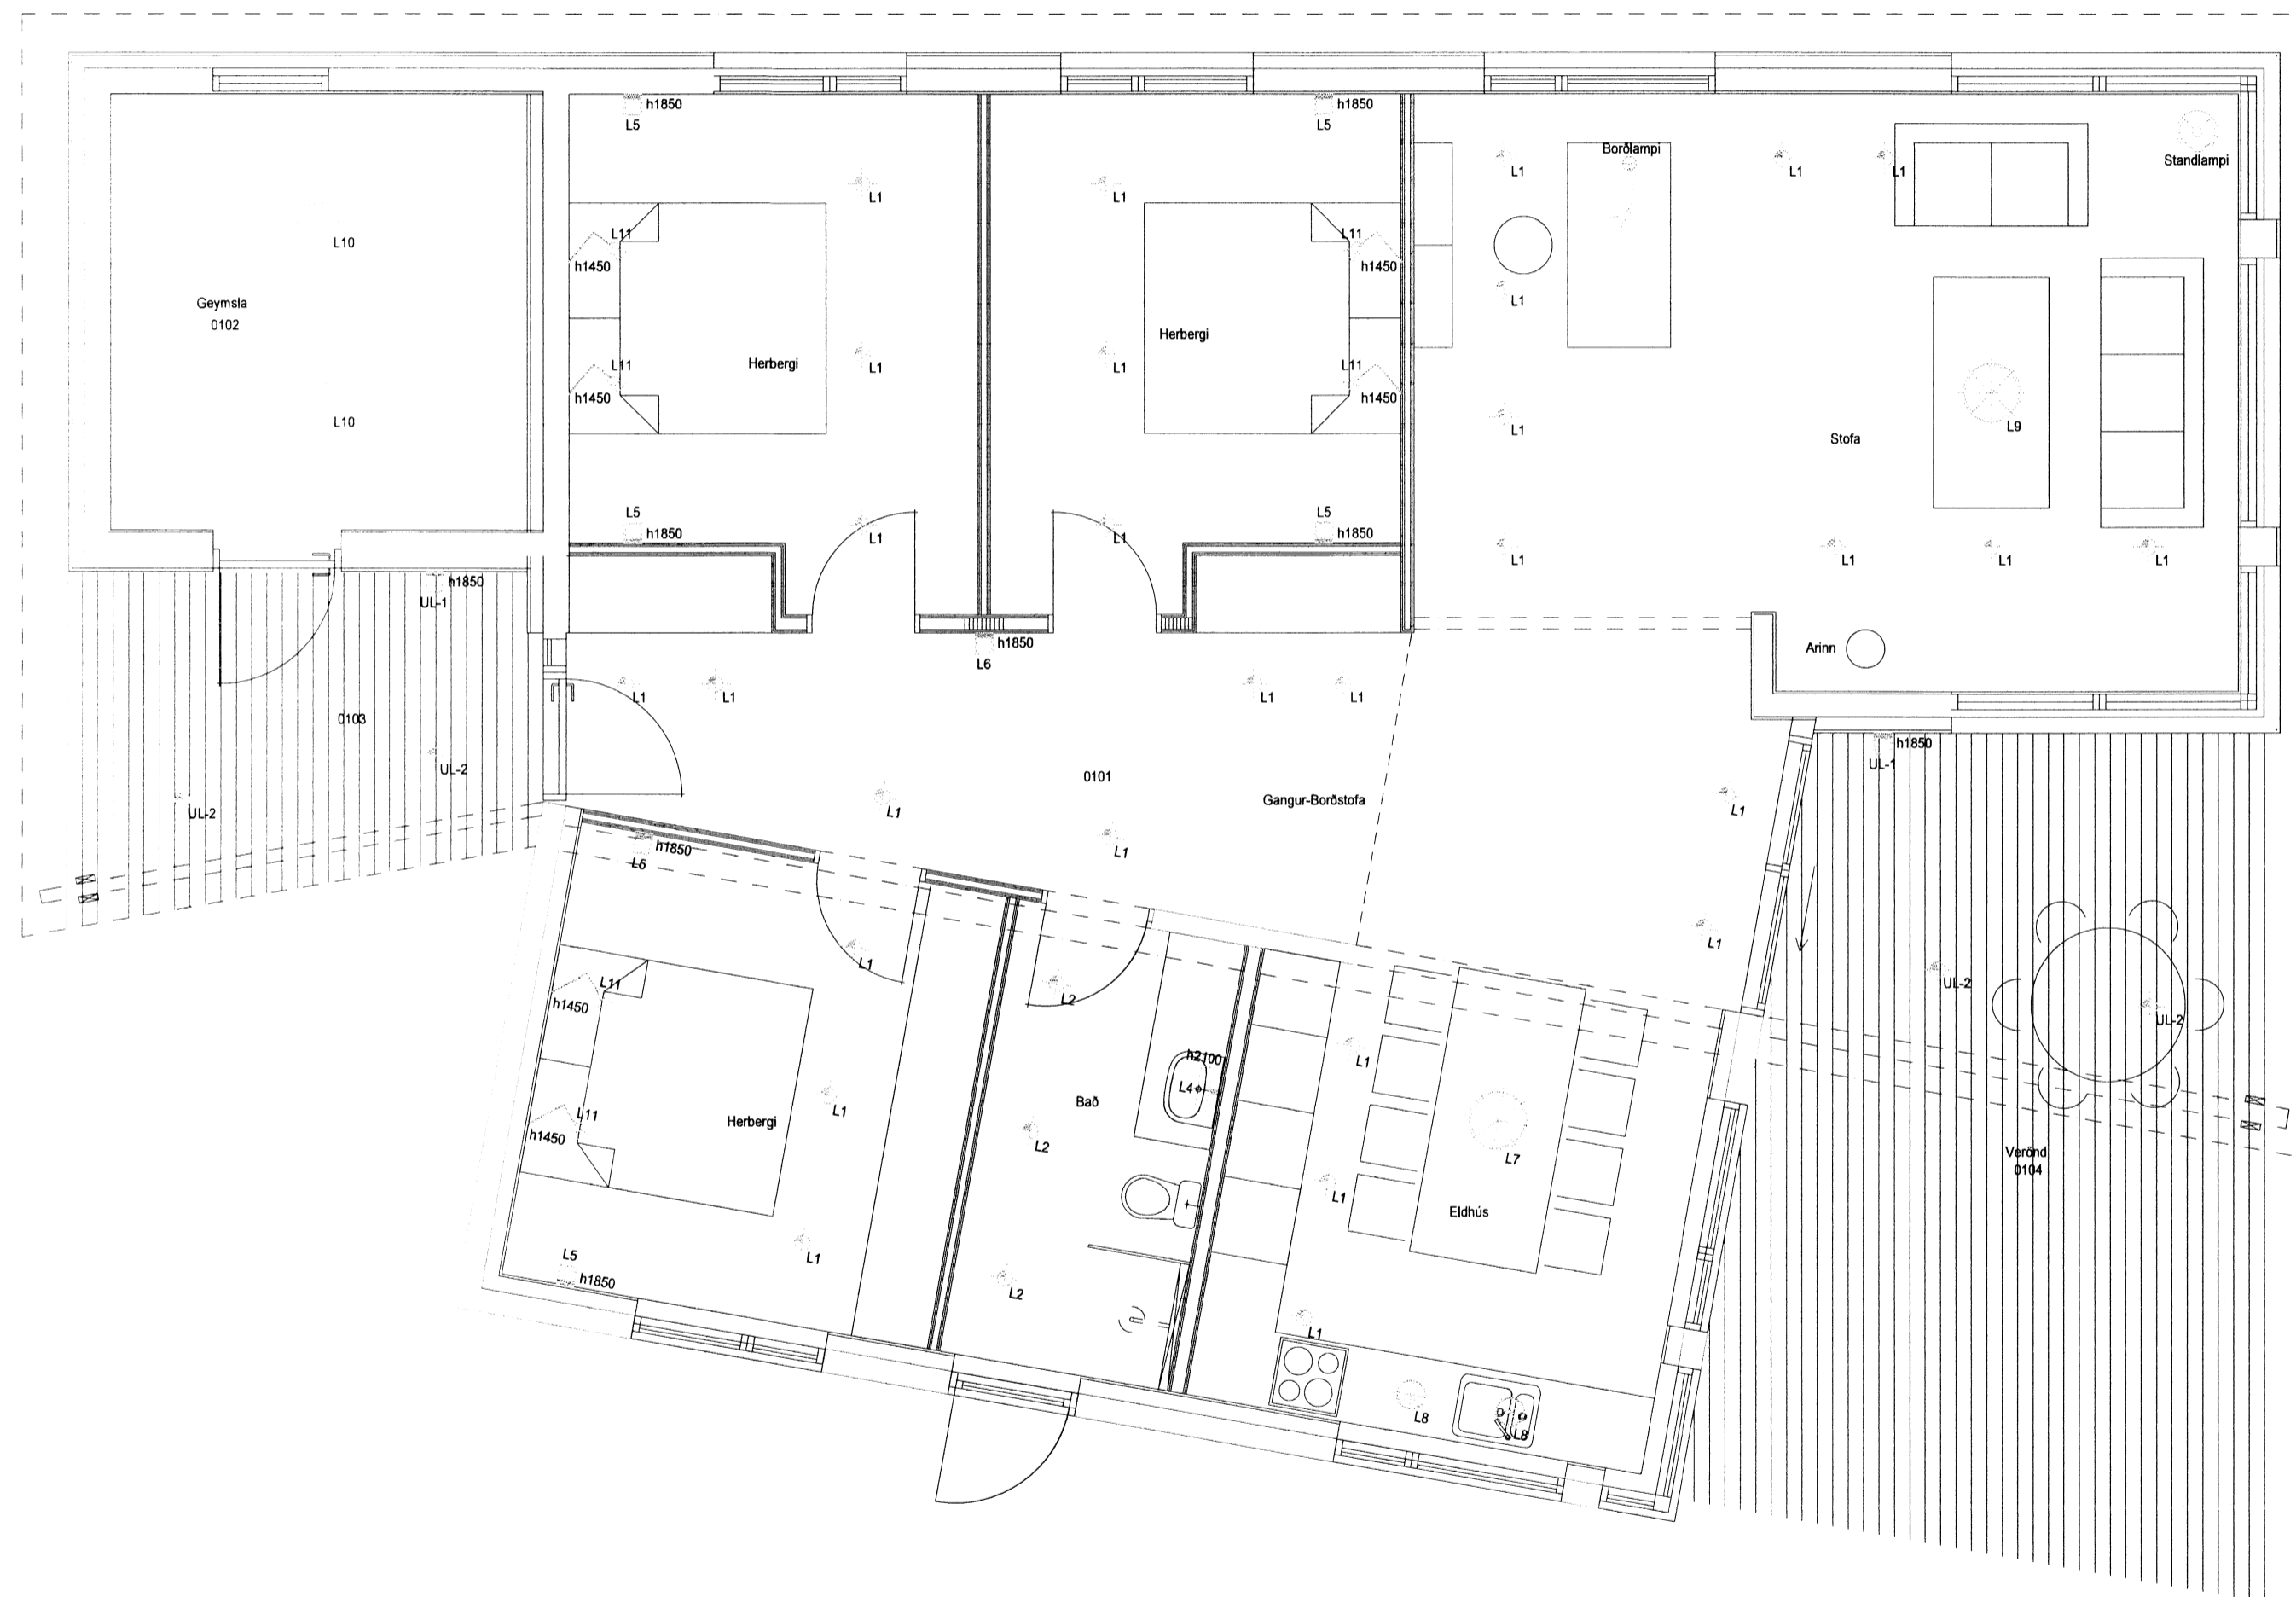 h1850
L5
h1850
L5
Borðlampi
Standlampi
L1
L1
L1
L1
L1
L11
L11
L10
h1450
h1450
Geymsla
0102
L1
Herbergi
Herbergi
L11
L1
L1
L11
h1450
h1450
L10
L1
L9
Stofa
L5
h1850
L1
L1
L5
h1850
L1
L1
L1
L1
h1850
UL-1
h1850
L6
Arinn
L1
L1
L1
L1
0103
h1850
UL-1
UL-2
0101
Gangur-Borðstofa
UL-2
L1
L1
h1850
L6
L1
L1
L1
L11
h1450
L2
UL-2
UL-2
h2100
L1
L4
L11
h1450
Herbergi
L1
Bað
L2
L7
Verönd
0104
L1
Eldhús
L5
h1850
L1
L2
L1
L8
L8